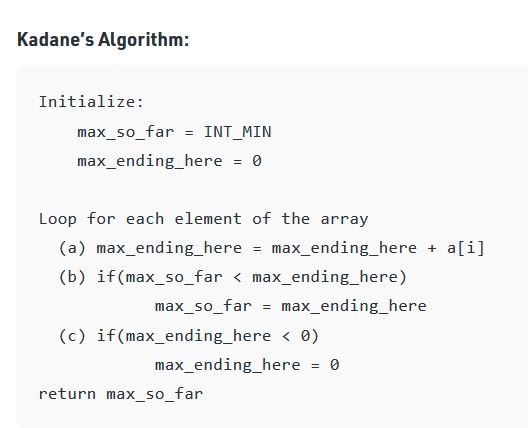 Kadane’s Algorithm:
Initialize:
    max_so_far = INT_MIN
    max_ending_here = 0

Loop for each element of the array
  (a) max_ending_here = max_ending_here + a[i]
  (b) if(max_so_far < max_ending_here)
            max_so_far = max_ending_here
  (c) if(max_ending_here < 0)
            max_ending_here = 0
return max_so_far